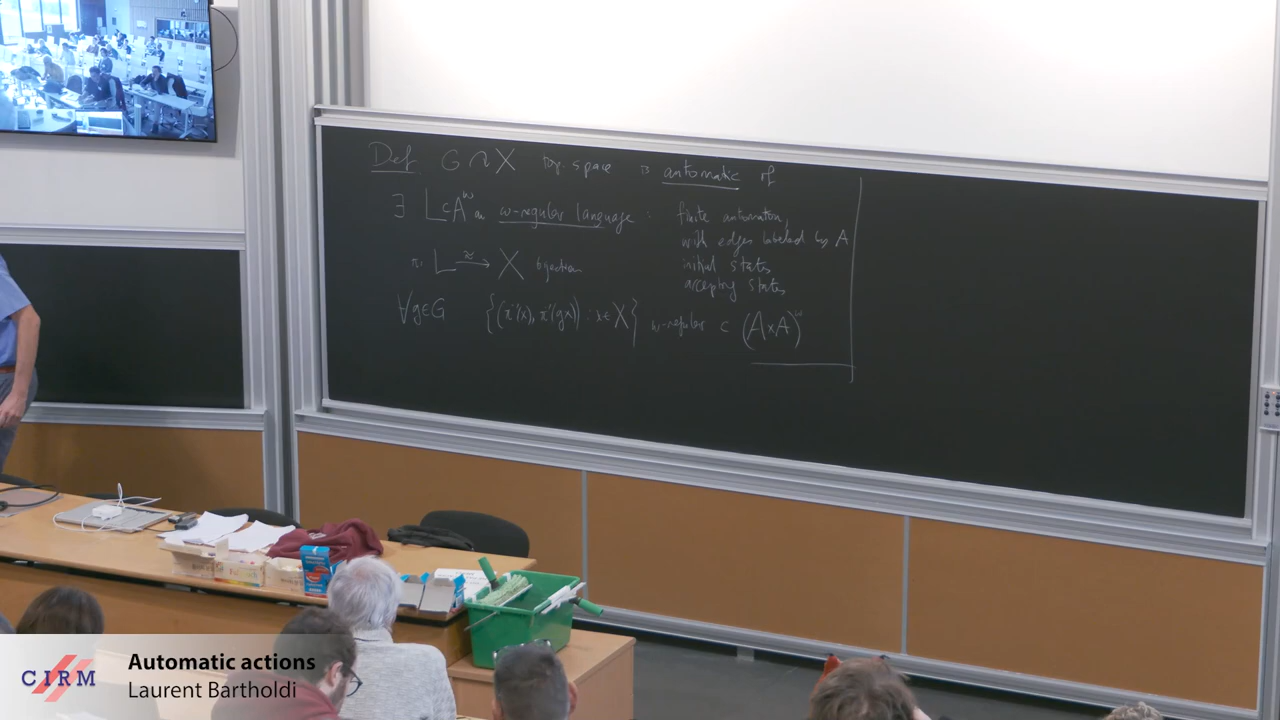 Def. G ↷ X top. space is automatic if
∃ L ⊂ A^ω an ω-regular language : finite automaton,
with edges labeled by A
initial states,
accepting states,
π: L →^≈ X bijection
∀g∈G {(π⁻¹(x), π⁻¹(gx)) : x∈X} ω-regular ⊂ (A×A)^ω
CIRM
Automatic actions
Laurent Bartholdi